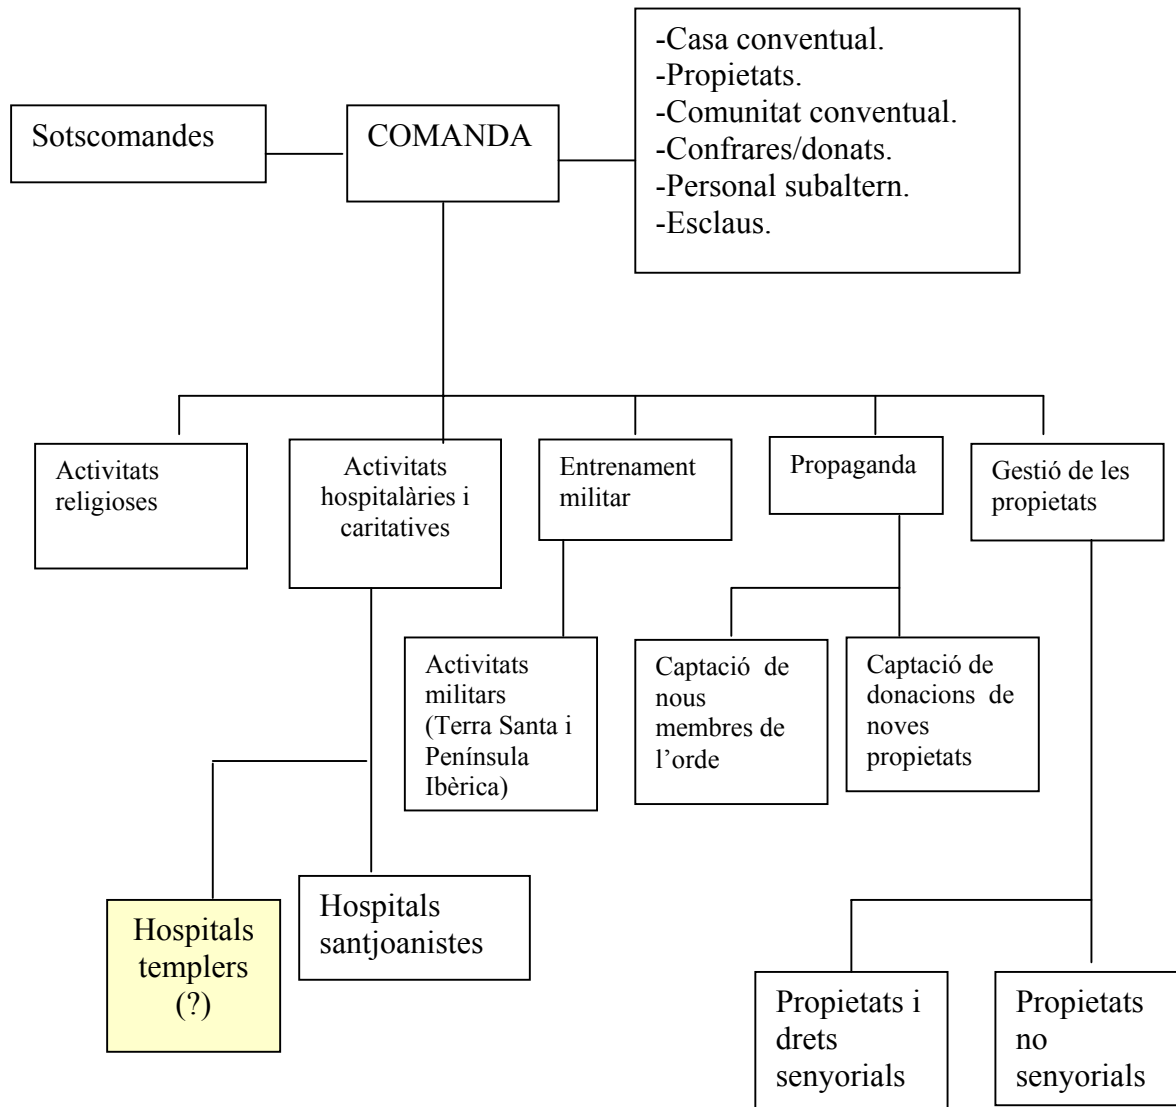 -Casa conventual.
-Propietats.
-Comunitat conventual.
-Confrares/donats.
-Personal subaltern.
-Esclaus.
Sotscomandes
COMANDA
Activitats
religioses
Activitats
hospitalàries i
caritatives
Entrenament
militar
Propaganda
Gestió de les
propietats
Activitats
militars
(Terra Santa i
Península
Ibèrica)
Captació de
nous
membres de
l’orde
Captació de
donacions de
noves
propietats
Hospitals
templers
(?)
Hospitals
santjoanistes
Propietats i
drets
senyorials
Propietats
no
senyorials